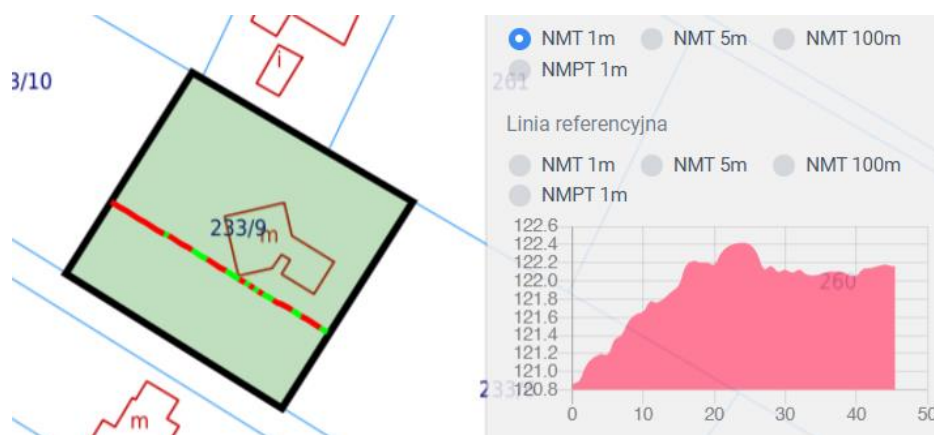 3/10
i
233/9
m
m
NMT 1m NMT 5m NMT 100m
NMPT 1m
261
Linia referencyjna
NMT 1m NMT 5m NMT 100m
NMPT 1m
122.6
122.4
122.2
122.0
121.8
121.6
121.4
121.2
121.0
120.8
260
0 10 20 30 40 50